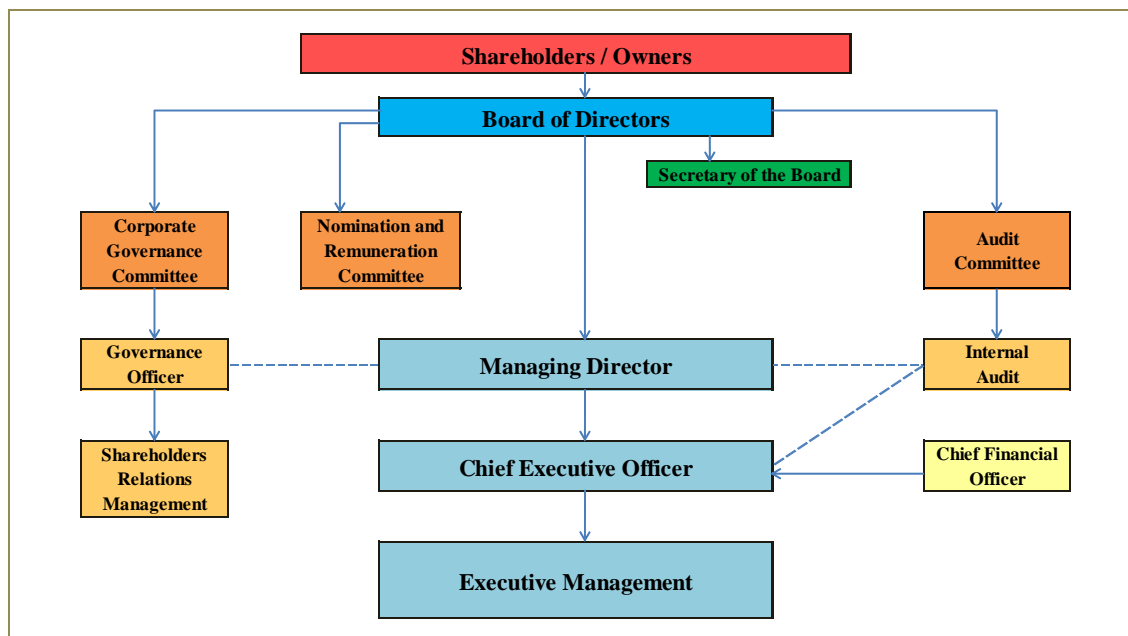 Shareholders / Owners
Board of Directors
Secretary of the Board
Corporate
Governance
Committee
Nomination and
Remuneration
Committee
Audit
Committee
Governance
Officer
Managing Director
Internal
Audit
Shareholders
Relations
Management
Chief Executive Officer
Chief Financial
Officer
Executive Management